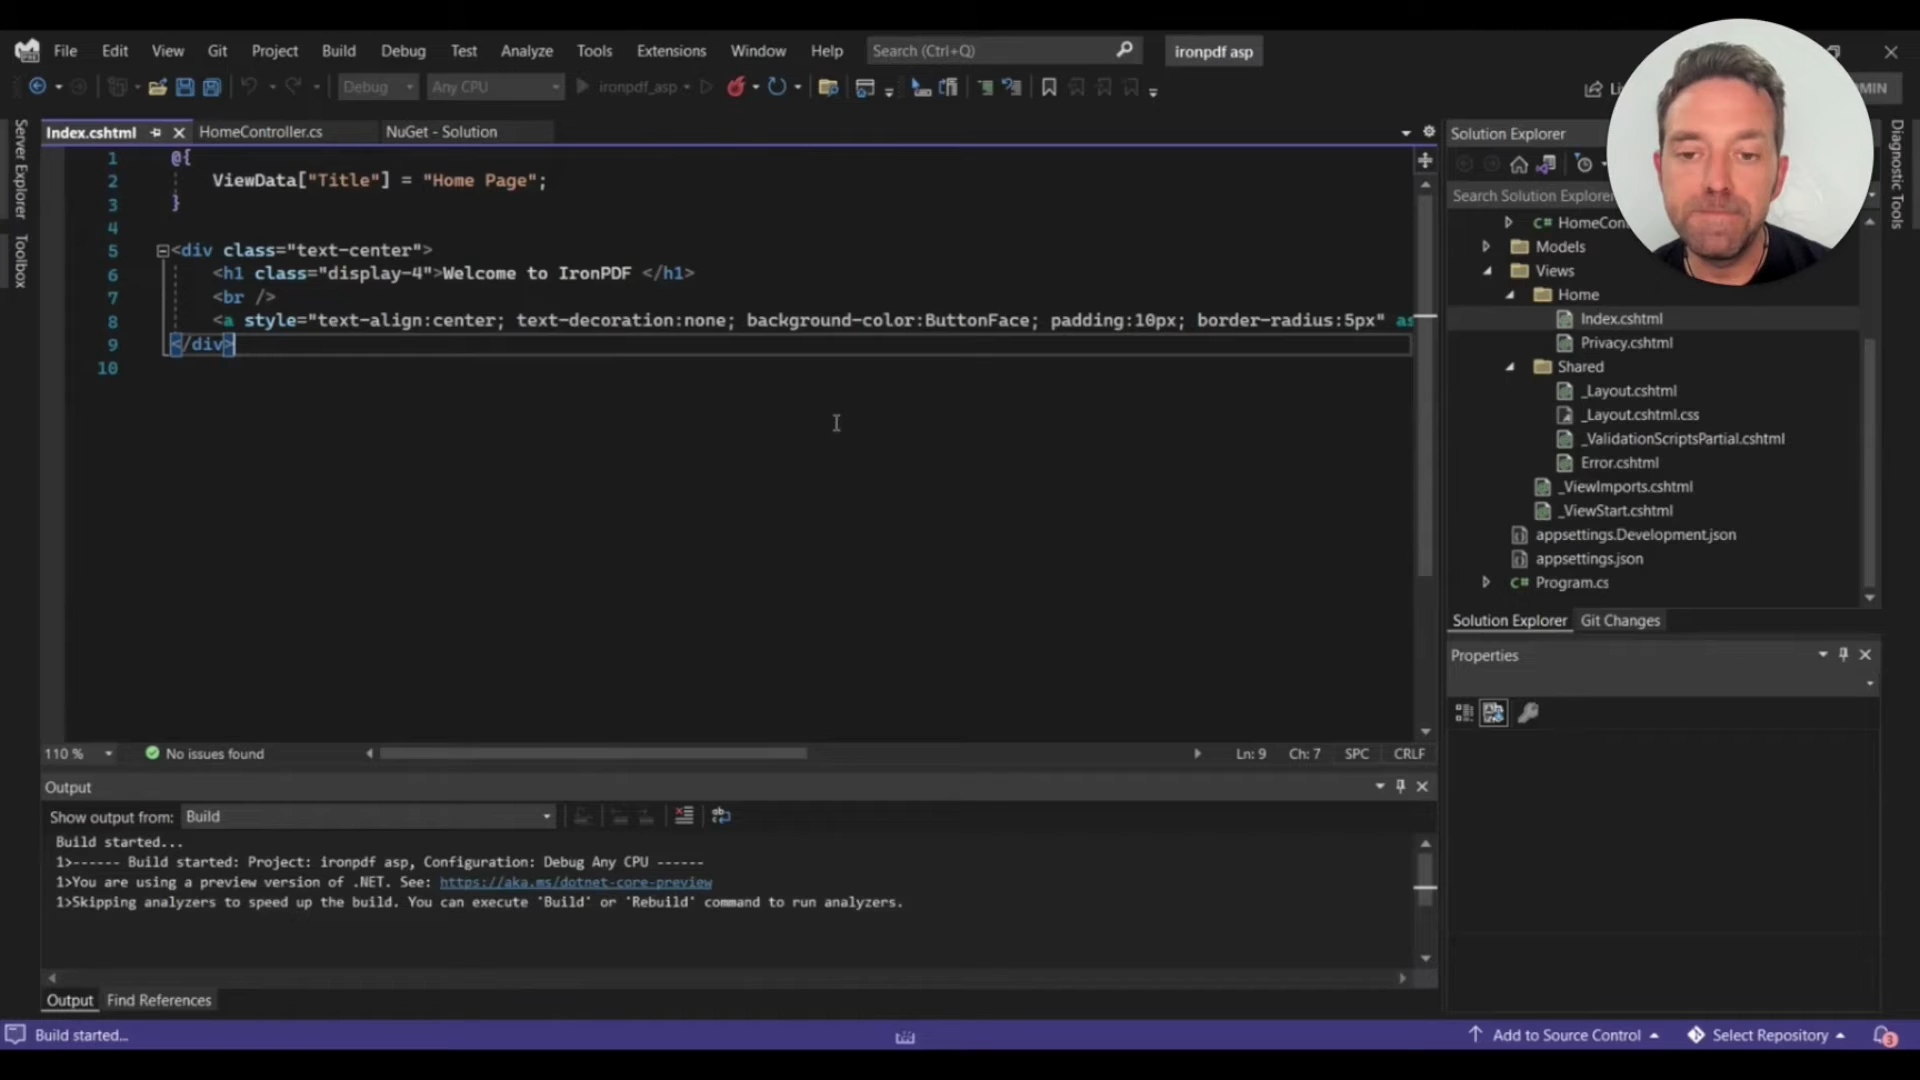 File Edit View Git Project Build Debug Test Analyze Tools Extensions Window Help Search (Ctrl+Q) ironpdf asp
Debug Any CPU ironpdf_asp
Index.cshtml HomeController.cs NuGet - Solution
Server Explorer
Toolbox
1 @{
2 ViewData["Title"] = "Home Page";
3 }
4
5 <div class="text-center">
6 <h1 class="display-4">Welcome to IronPDF </h1>
7 <br />
8 <a style="text-align:center; text-decoration:none; background-color:ButtonFace; padding:10px; border-radius:5px" as
9 </div>
10
110 % No issues found Ln: 9 Ch: 7 SPC CRLF
Output
Show output from: Build
Build started...
1>------ Build started: Project: ironpdf asp, Configuration: Debug Any CPU ------
1>You are using a preview version of .NET. See: https://aka.ms/dotnet-core-preview
1>Skipping analyzers to speed up the build. You can execute 'Build' or 'Rebuild' command to run analyzers.
Output Find References
Solution Explorer
Search Solution Explorer
C# HomeCon
Models
Views
Home
Index.cshtml
Privacy.cshtml
Shared
_Layout.cshtml
_Layout.cshtml.css
_ValidationScriptsPartial.cshtml
Error.cshtml
_ViewImports.cshtml
_ViewStart.cshtml
appsettings.Development.json
appsettings.json
C# Program.cs
Solution Explorer Git Changes
Properties
Diagnostic Tools
Build started... Add to Source Control Select Repository 3